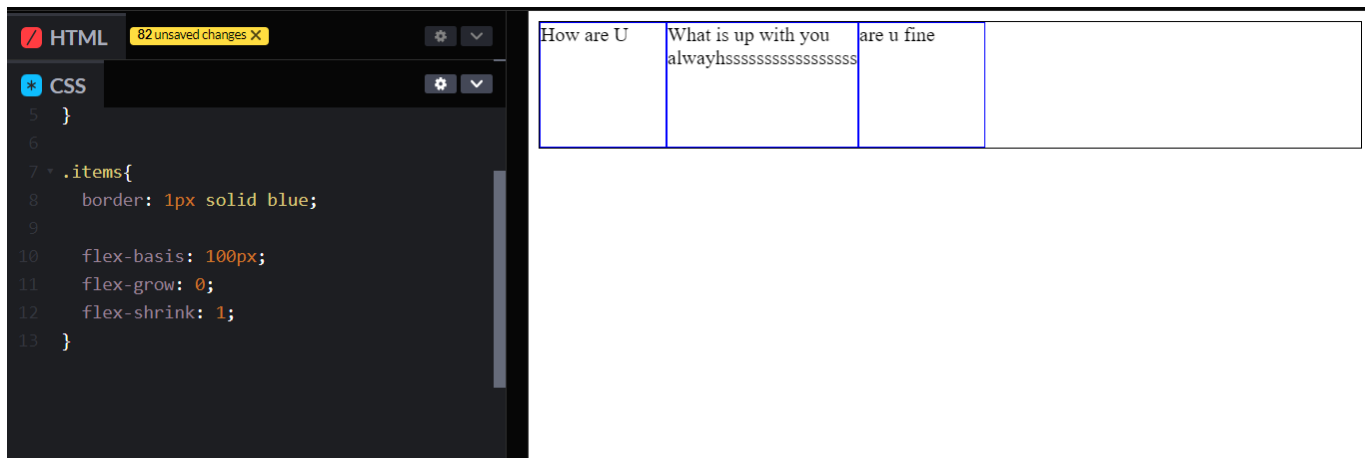 HTML
82 unsaved changes ×
CSS
5 }
6
7 .items{
8 border: 1px solid blue;
9
10 flex-basis: 100px;
11 flex-grow: 0;
12 flex-shrink: 1;
13 }
How are U
What is up with you
alwayhsssssssssssssssss
are u fine